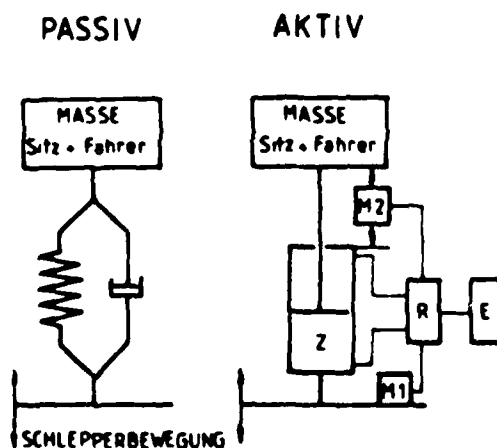 PASSIV
AKTIV
MASSE
Sitz + Fahrer
MASSE
Sitz + Fahrer
M2
R
E
Z
M1
SCHLEPPERBEWEGUNG